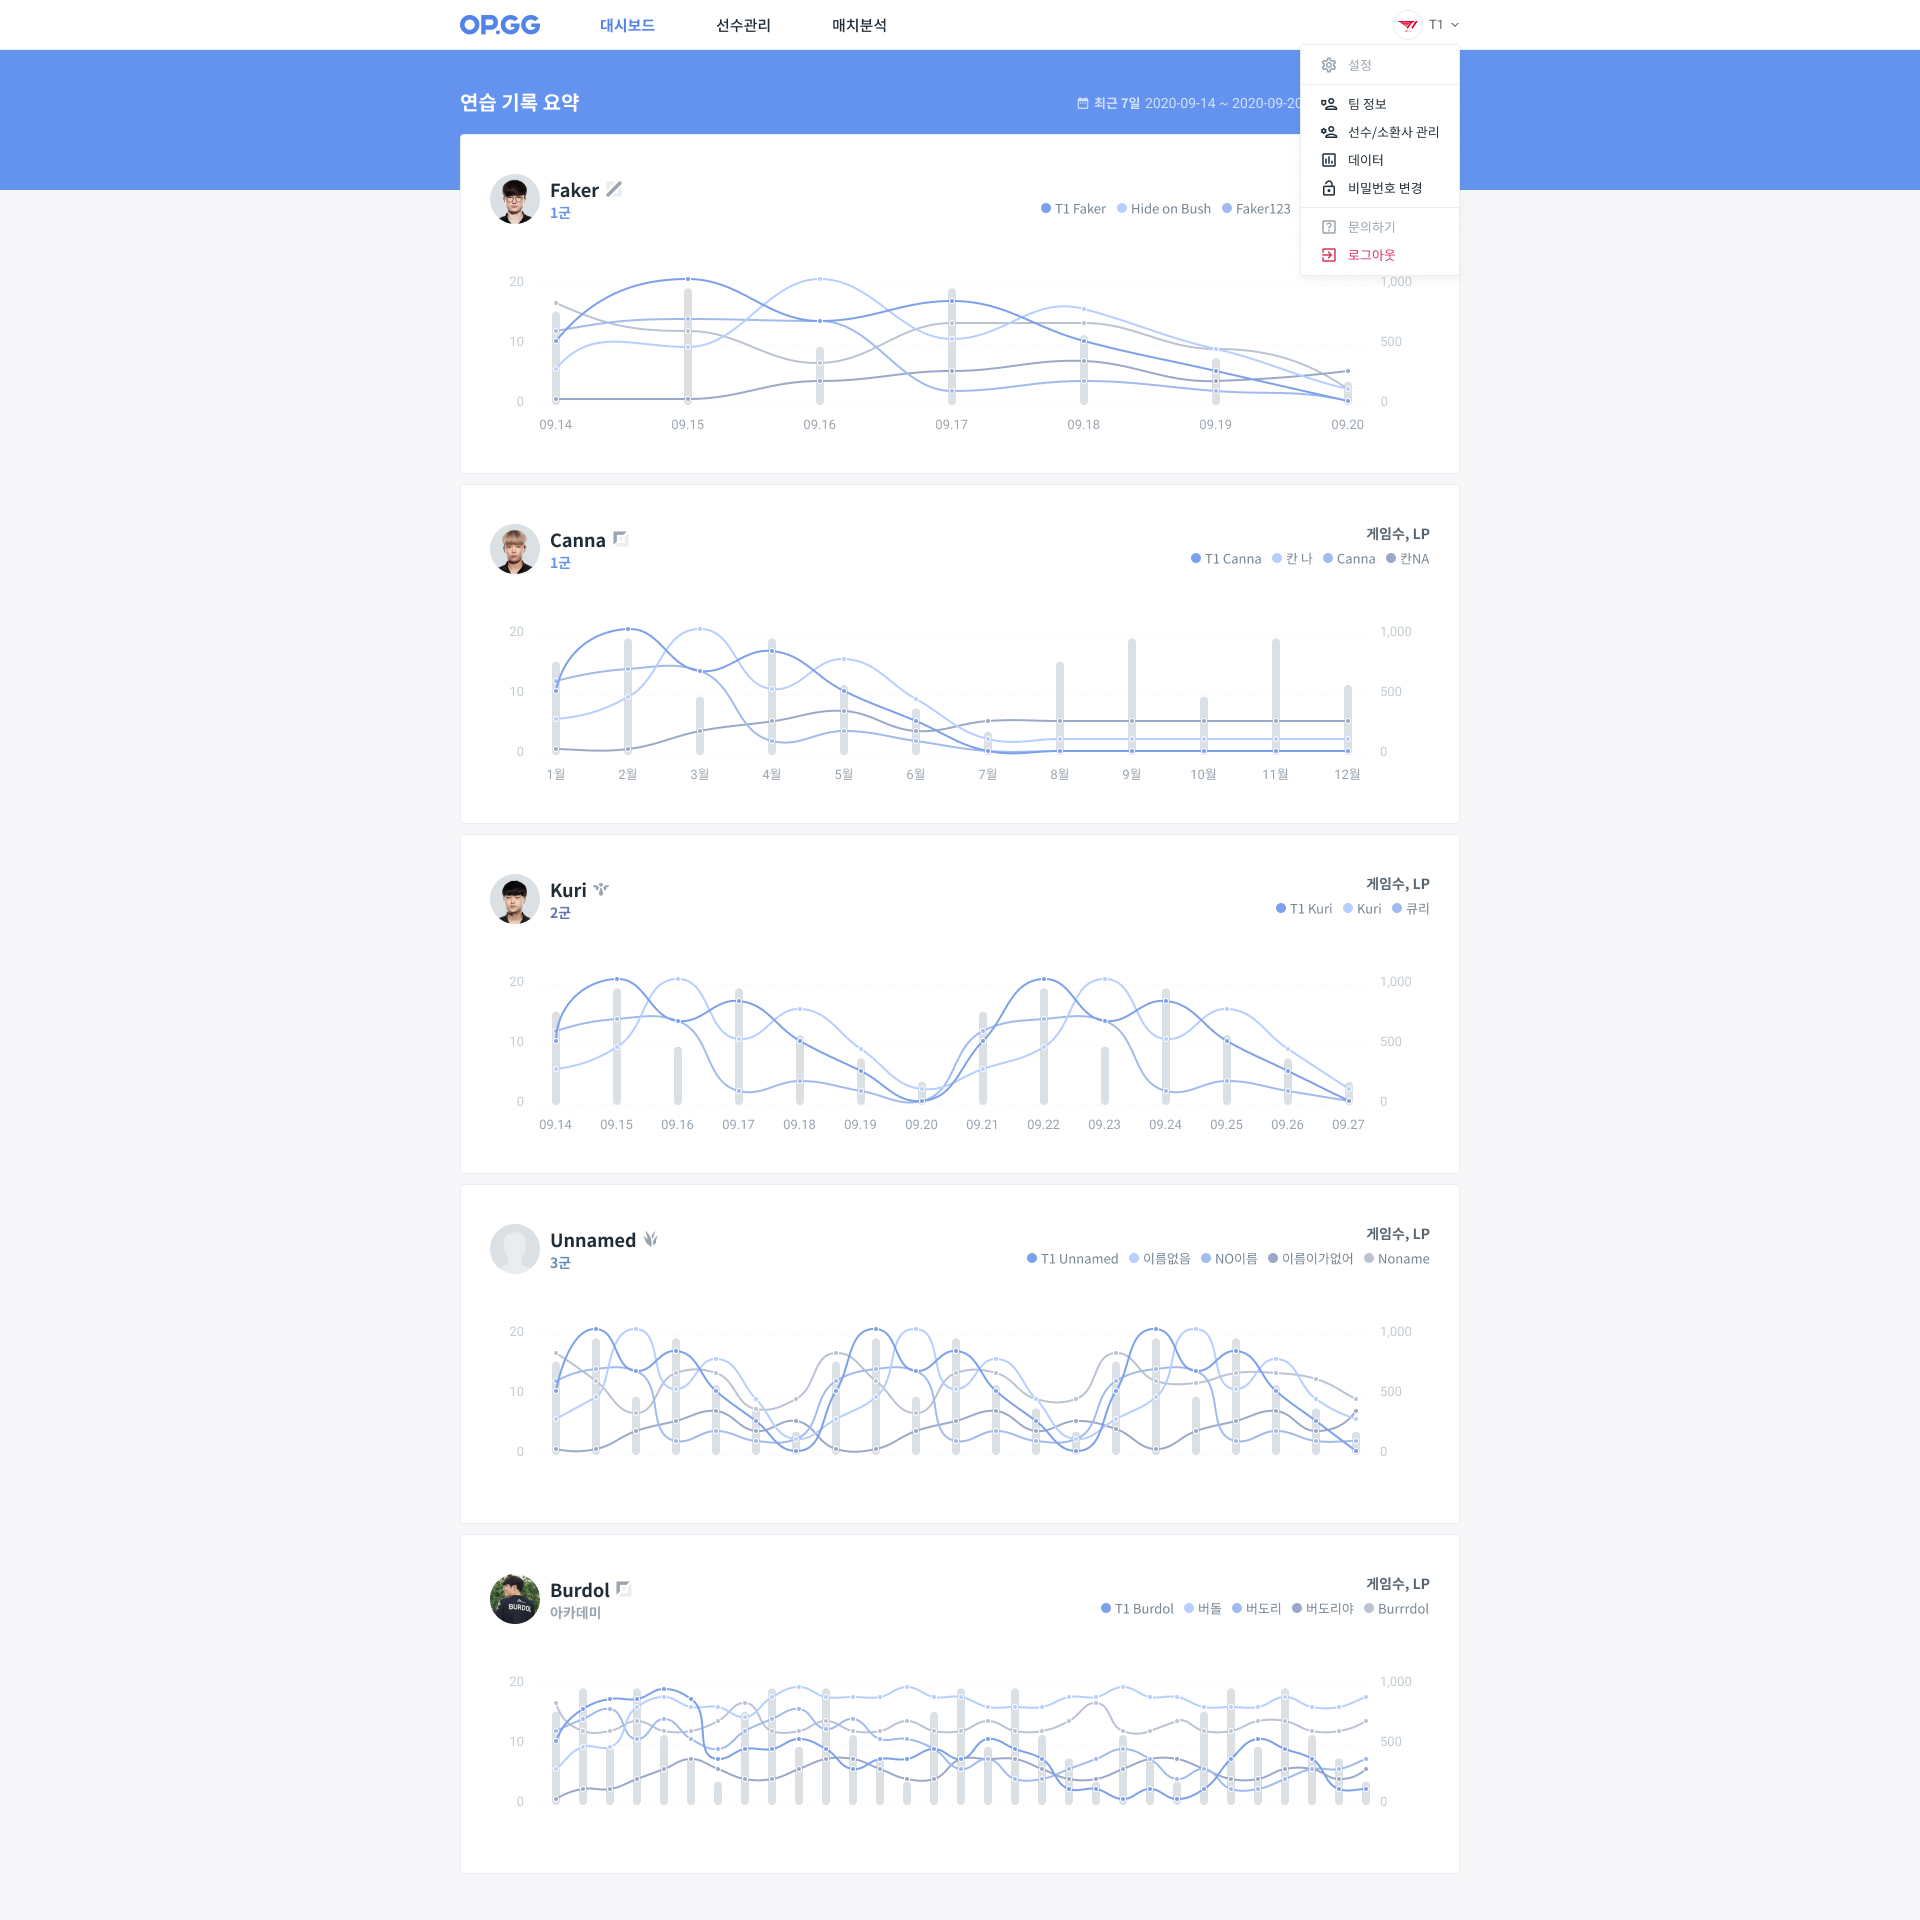 OP.GG 대시보드 선수관리 매치분석 T1
설정
팀 정보
선수/소환사 관리
데이터
비밀번호 변경
문의하기
로그아웃
연습 기록 요약
최근 7일 2020-09-14 ~ 2020-09-20
Faker
1군
T1 Faker Hide on Bush Faker123
20 1,000
10 500
0 0
09.14 09.15 09.16 09.17 09.18 09.19 09.20
Canna
1군
게임수, LP
T1 Canna 칸 나 Canna 칸NA
20 1,000
10 500
0 0
1월 2월 3월 4월 5월 6월 7월 8월 9월 10월 11월 12월
Kuri
2군
게임수, LP
T1 Kuri Kuri 큐리
20 1,000
10 500
0 0
09.14 09.15 09.16 09.17 09.18 09.19 09.20 09.21 09.22 09.23 09.24 09.25 09.26 09.27
Unnamed
3군
게임수, LP
T1 Unnamed 이름없음 NO이름 이름이가없어 Noname
20 1,000
10 500
0 0
Burdol
아카데미
BURDOL
게임수, LP
T1 Burdol 버돌 버도리 버도리야 Burrrdol
20 1,000
10 500
0 0